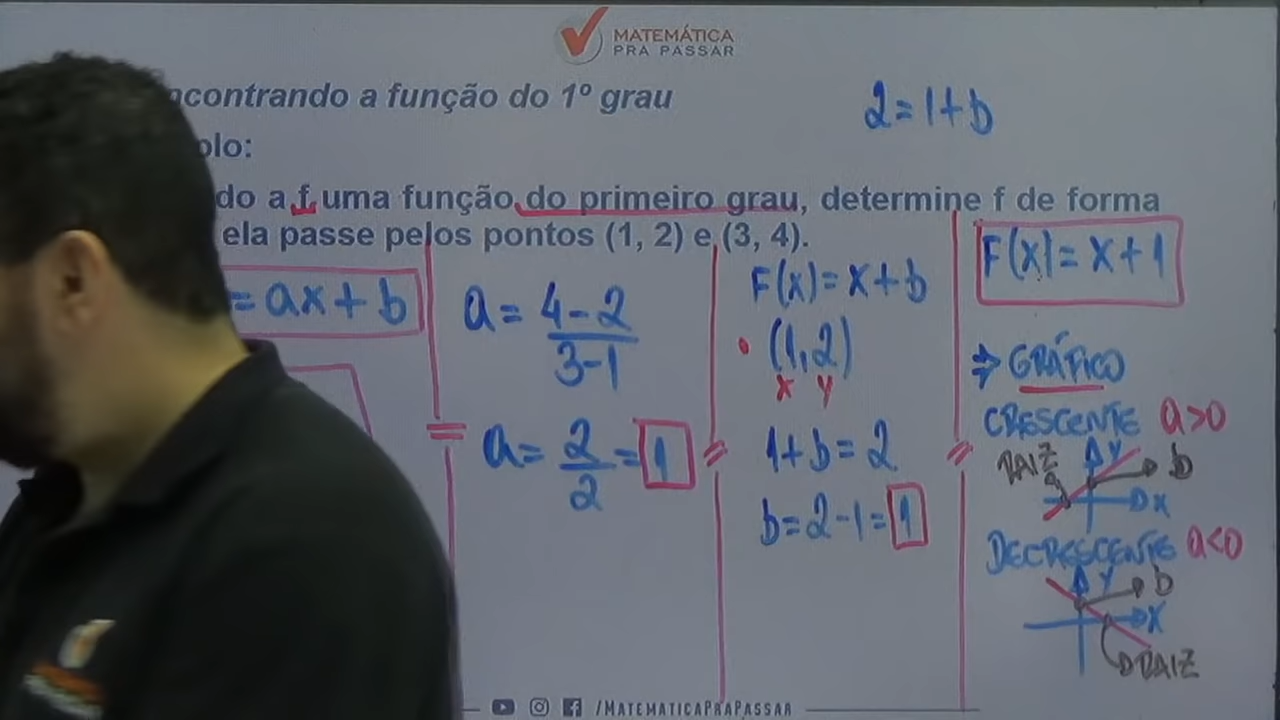 MATEMÁTICA
PRA PASSAR
ncontrando a função do 1º grau
2=1+b
plo:
do a f uma função do primeiro grau, determine f de forma
ela passe pelos pontos (1, 2) e (3, 4).
=ax+b
a= 4-2
3-1
a= 2 = 1
2
F(x)=x+b
(1,2)
x y
1+b=2
b=2-1=1
F(x)=x+1
⇒ GRÁFICO
CRESCENTE a>0
RAIZ
y
b
x
DECRESCENTE a<0
y
b
x
RAIZ
/MATEMATICAPRAPASSAR